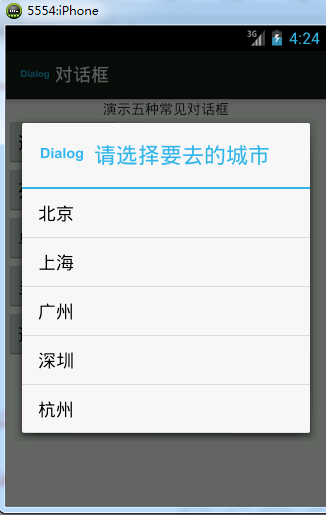 5554:iPhone
3G 4:24
Dialog 对话框
演示五种常见对话框
Dialog 请选择要去的城市
北京
上海
广州
深圳
杭州